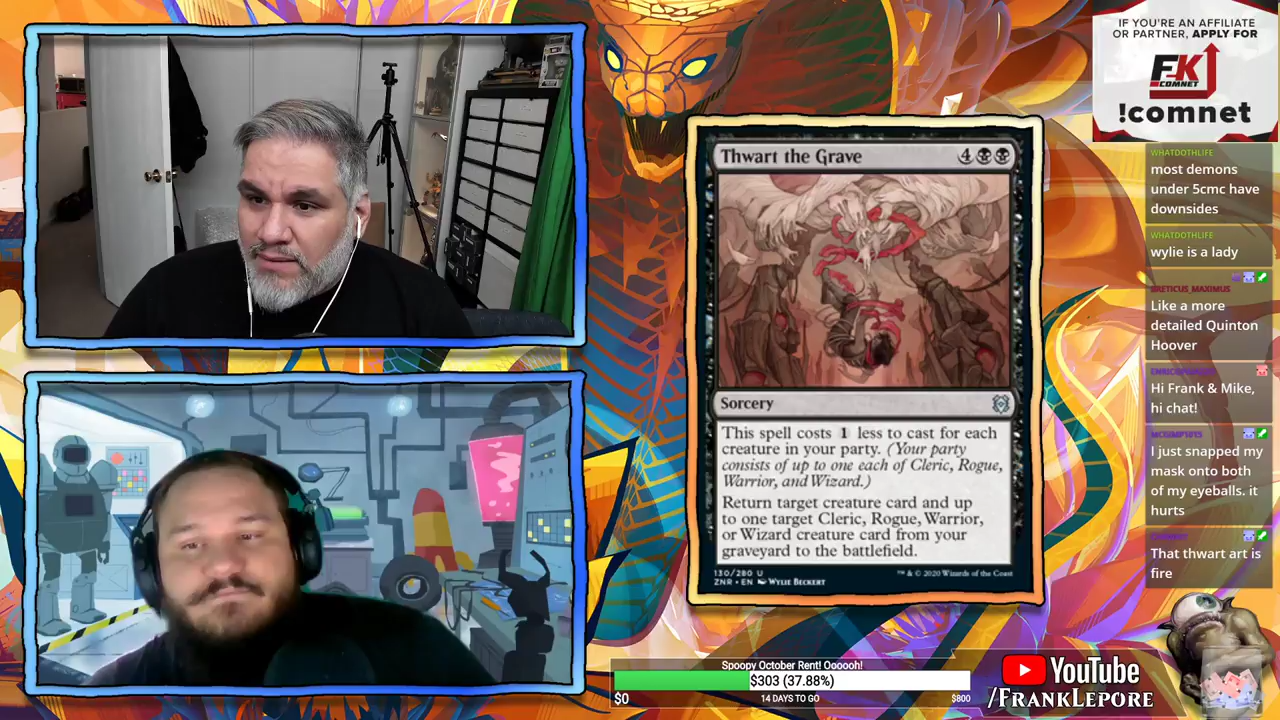 IF YOU'RE AN AFFILIATE
OR PARTNER, APPLY FOR
FK
COMNET
!comnet
Thwart the Grave 4
Sorcery
This spell costs 1 less to cast for each
creature in your party. (Your party
consists of up to one each of Cleric, Rogue,
Warrior, and Wizard.)
Return target creature card and up
to one target Cleric, Rogue, Warrior,
or Wizard creature card from your
graveyard to the battlefield.
130/280 U
ZNR • EN WYLIE BECKERT
™ & © 2020 Wizards of the Coast
WHATDOTHLIFE
most demons
under 5cmc have
downsides
WHATDOTHLIFE
wylie is a lady
BRETICUS_MAXIMUS
Like a more
detailed Quinton
Hoover
Hi Frank & Mike,
hi chat!
I just snapped my
mask onto both
of my eyeballs. it
hurts
That thwart art is
fire
Spoopy October Rent! Oooooh!
$303 (37.88%)
$0
14 DAYS TO GO
$800
YouTube
/FRANKLEPORE